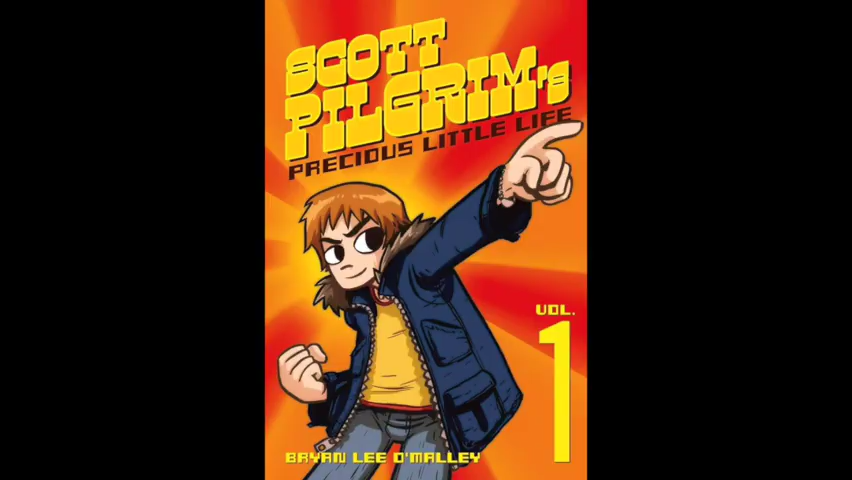 SCOTT
PILGRIM's
PRECIOUS LITTLE LIFE
VOL.
1
BRYAN LEE O'MALLEY